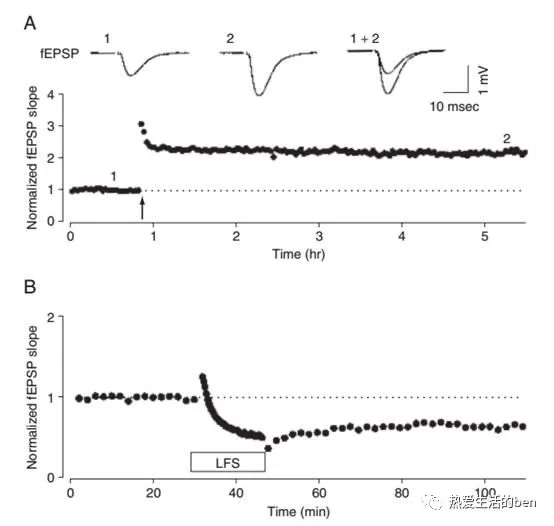 A
1
2
1 + 2
fEPSP
1 mV
10 msec
Normalized fEPSP slope
4
3
2
1
0
1
2
0
1
2
3
4
5
Time (hr)
B
Normalized fEPSP slope
2
1
0
LFS
0
20
40
60
80
100
Time (min)
热爱生活的ben